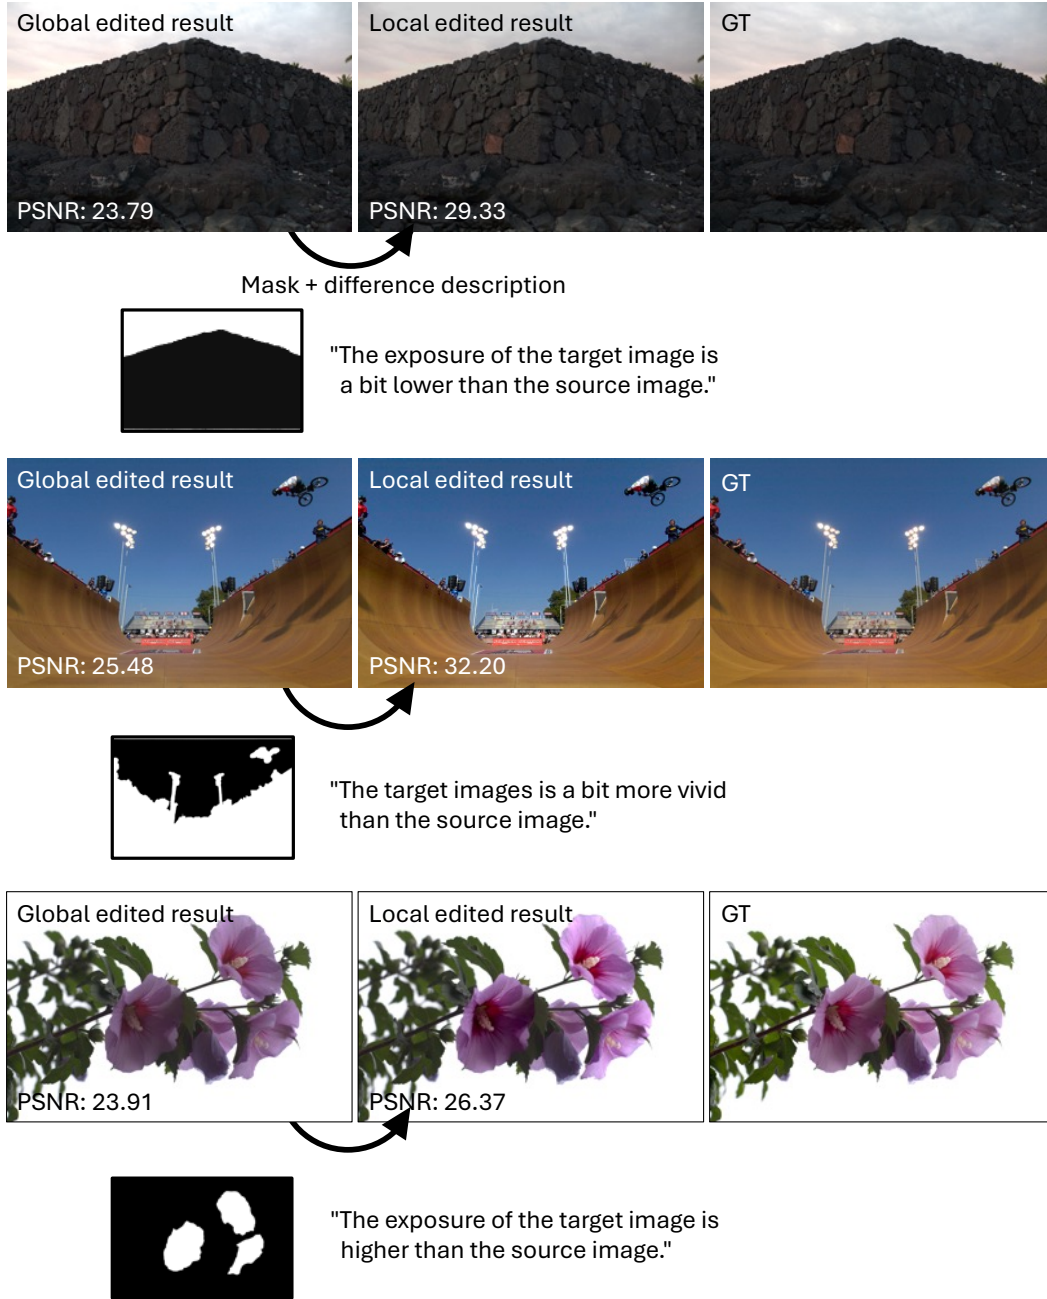 Global edited result
Local edited result
GT
PSNR: 23.79
PSNR: 29.33
Mask + difference description
"The exposure of the target image is
a bit lower than the source image."
Global edited result
Local edited result
GT
PSNR: 25.48
PSNR: 32.20
"The target images is a bit more vivid
than the source image."
Global edited result
Local edited result
GT
PSNR: 23.91
PSNR: 26.37
"The exposure of the target image is
higher than the source image."